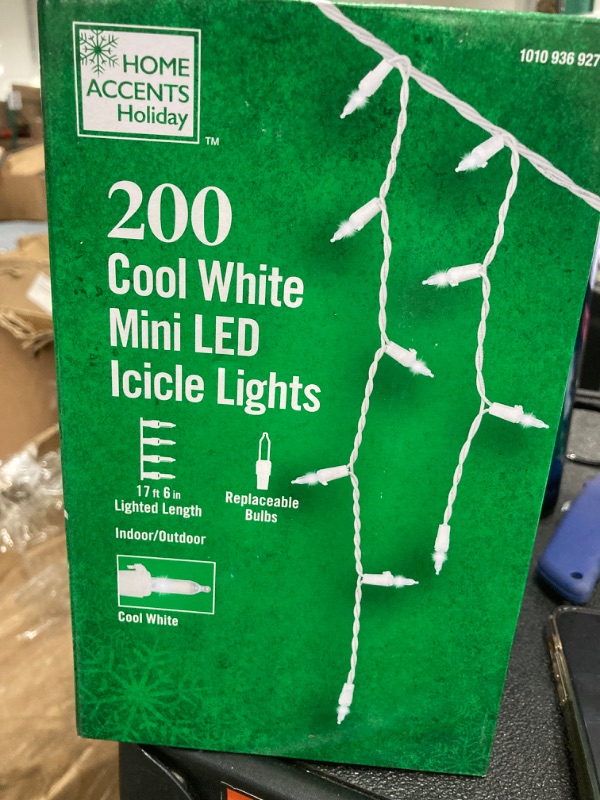 HOME
ACCENTS
Holiday
TM
1010 936 927
200
Cool White
Mini LED
Icicle Lights
17 ft 6 in
Lighted Length
Replaceable
Bulbs
Indoor/Outdoor
Cool White